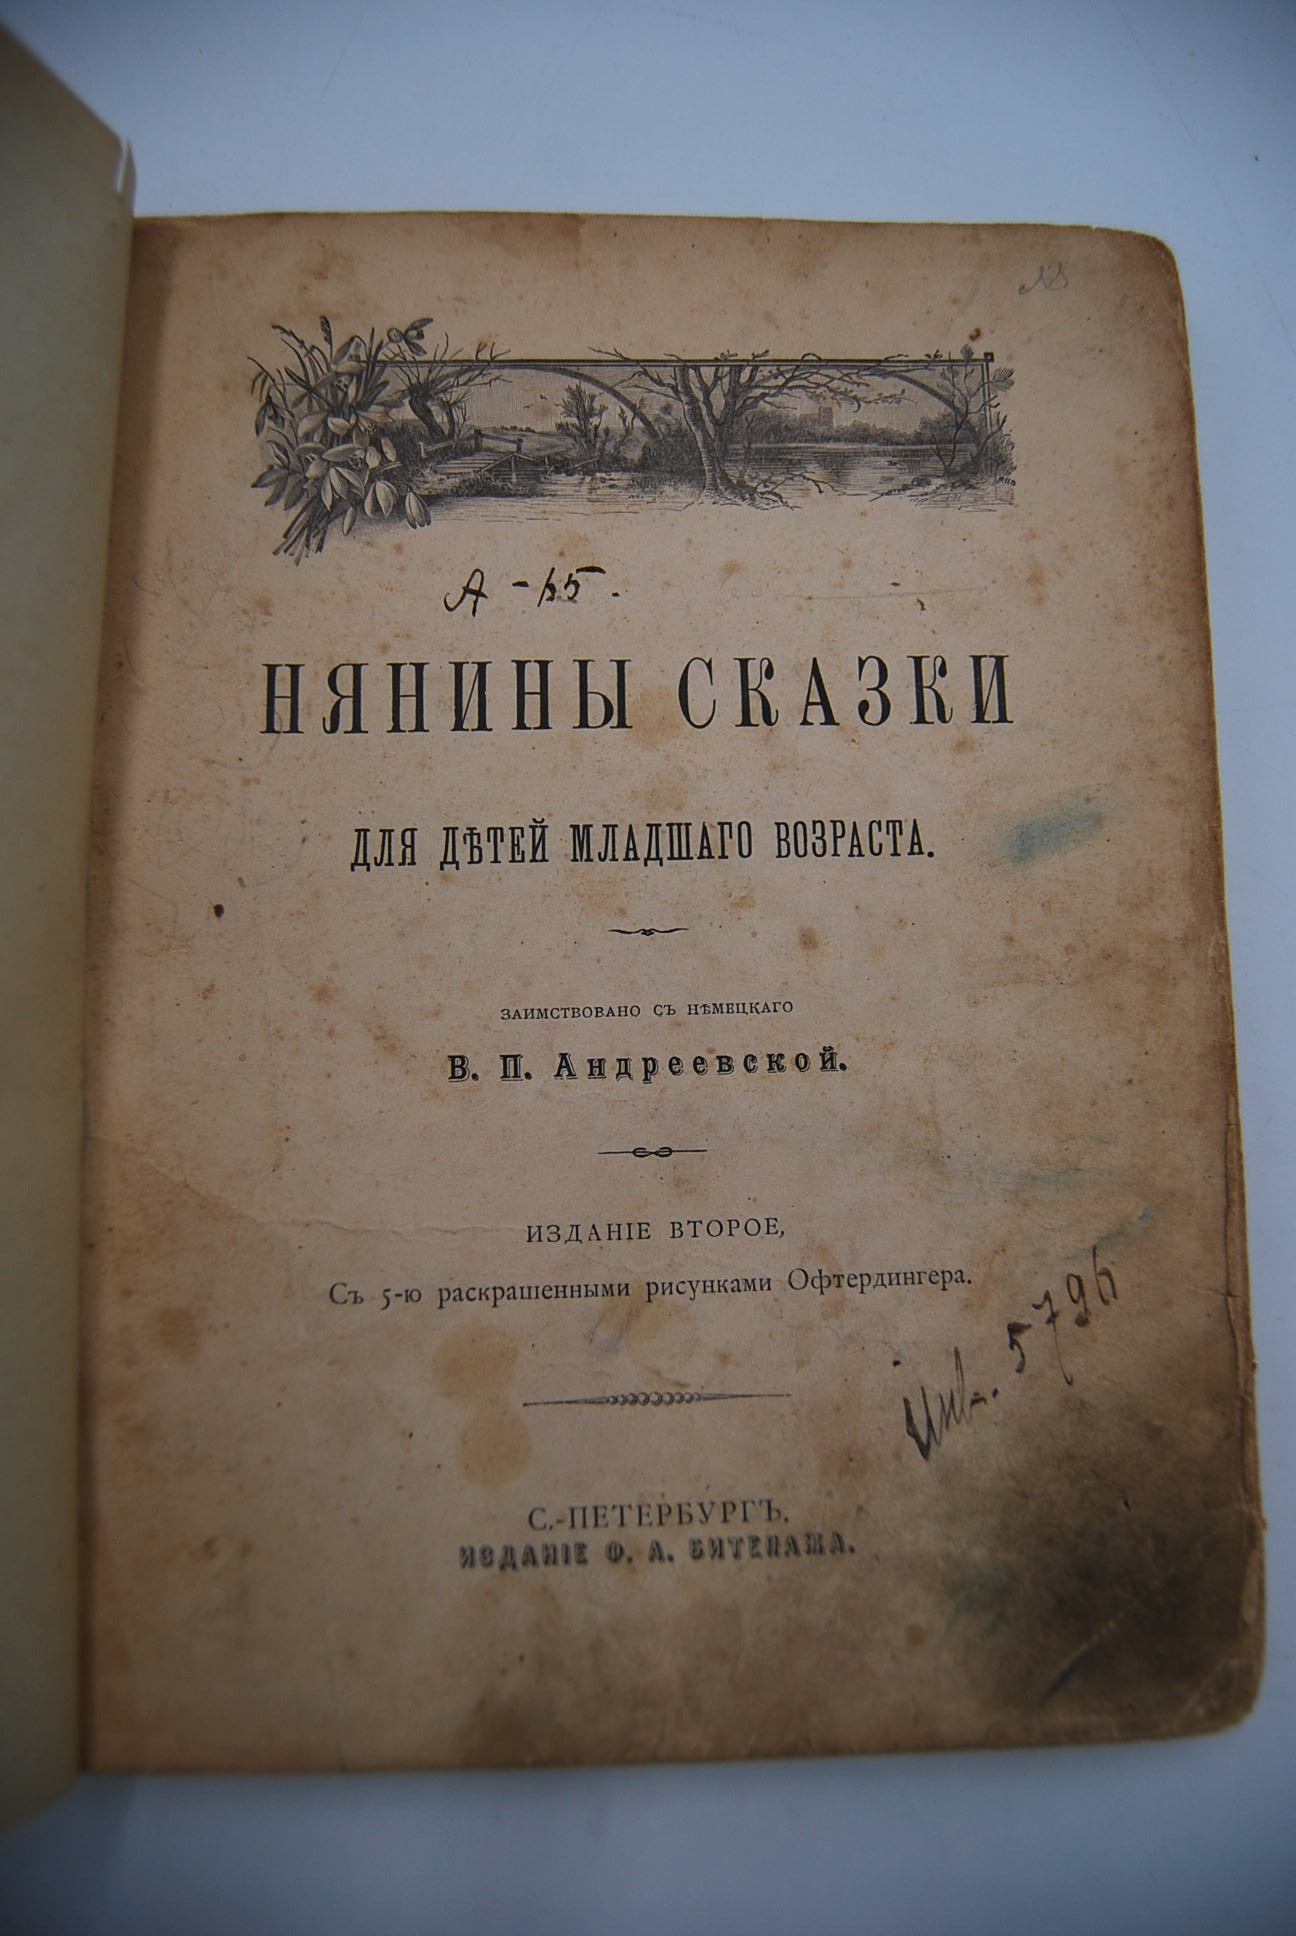 А - 65.
НЯНИНЫ СКАЗКИ
ДЛЯ ДѢТЕЙ МЛАДШАГО ВОЗРАСТА.
ЗАИМСТВОВАНО СЪ НѢМЕЦКАГО
В. П. Андреевской.
ИЗДАНІЕ ВТОРОЕ,
Съ 5-ю раскрашенными рисунками Офтердингера.
Инв. 5796
С.-ПЕТЕРБУРГЪ.
ИЗДАНІЕ Ф. А. БИТЕПАЖА.